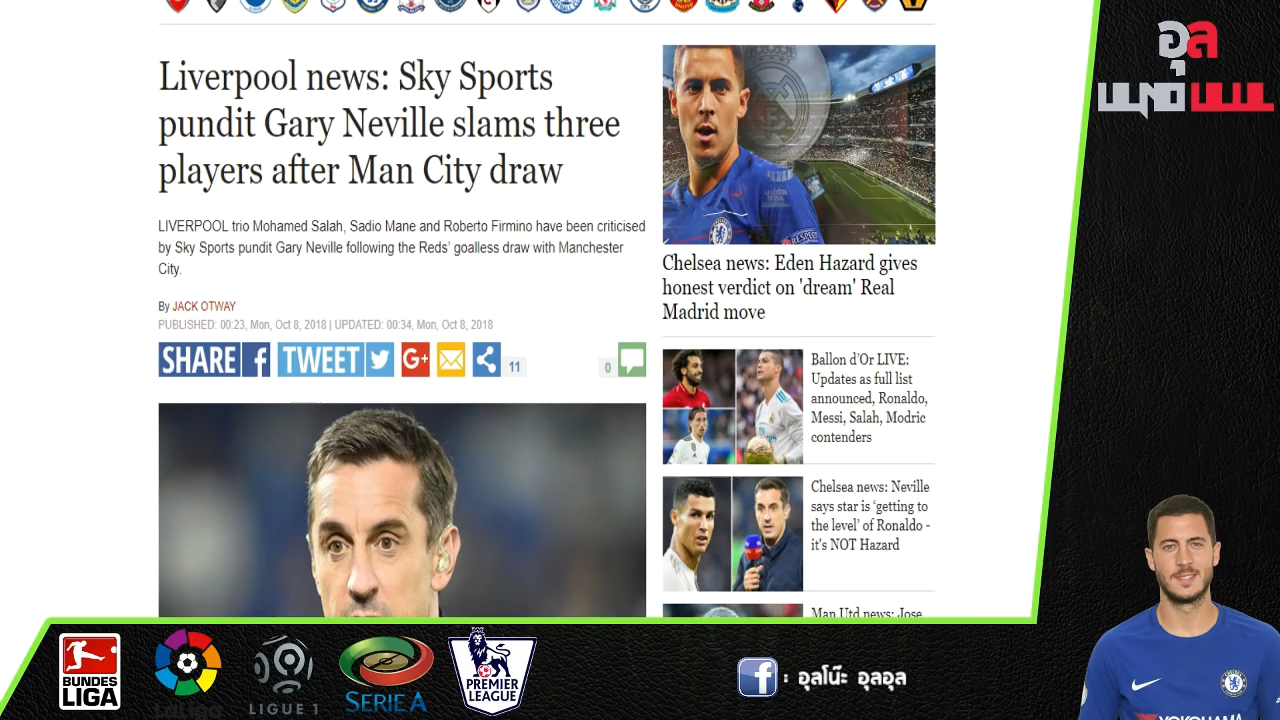 Liverpool news: Sky Sports
pundit Gary Neville slams three
players after Man City draw
LIVERPOOL trio Mohamed Salah, Sadio Mane and Roberto Firmino have been criticised
by Sky Sports pundit Gary Neville following the Reds' goalless draw with Manchester
City.
By JACK OTWAY
PUBLISHED: 00:23, Mon, Oct 8, 2018 | UPDATED: 00:34, Mon, Oct 8, 2018
SHARE f TWEET G+ 11 0
Chelsea news: Eden Hazard gives
honest verdict on 'dream' Real
Madrid move
Ballon d'Or LIVE:
Updates as full list
announced, Ronaldo,
Messi, Salah, Modric
contenders
Chelsea news: Neville
says star is ‘getting to
the level’ of Ronaldo -
it's NOT Hazard
Man Utd news: Jose
BUNDES
LIGA
LaLiga
LIGUE 1
SERIE A
PREMIER
LEAGUE
f : อุลโน๊ะ อุลอุล
YOKOHAMA